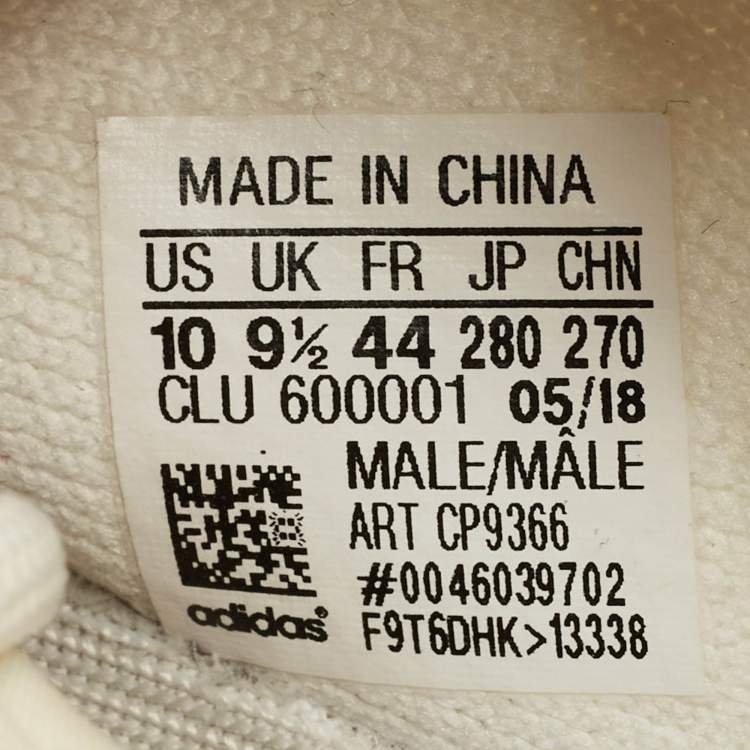 MADE IN CHINA
US UK FR JP CHN
10 9½ 44 280 270
CLU 600001 05/18
MALE/MÂLE
ART CP9366
#0046039702
adidas® F9T6DHK>13338